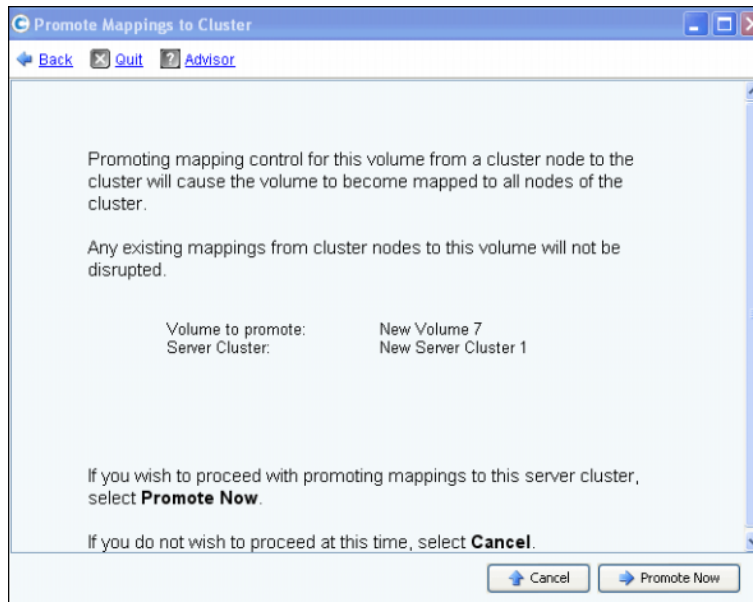 Promote Mappings to Cluster
Back Quit Advisor
Promoting mapping control for this volume from a cluster node to the
cluster will cause the volume to become mapped to all nodes of the
cluster.
Any existing mappings from cluster nodes to this volume will not be
disrupted.
Volume to promote: New Volume 7
Server Cluster: New Server Cluster 1
If you wish to proceed with promoting mappings to this server cluster,
select Promote Now.
If you do not wish to proceed at this time, select Cancel.
Cancel Promote Now